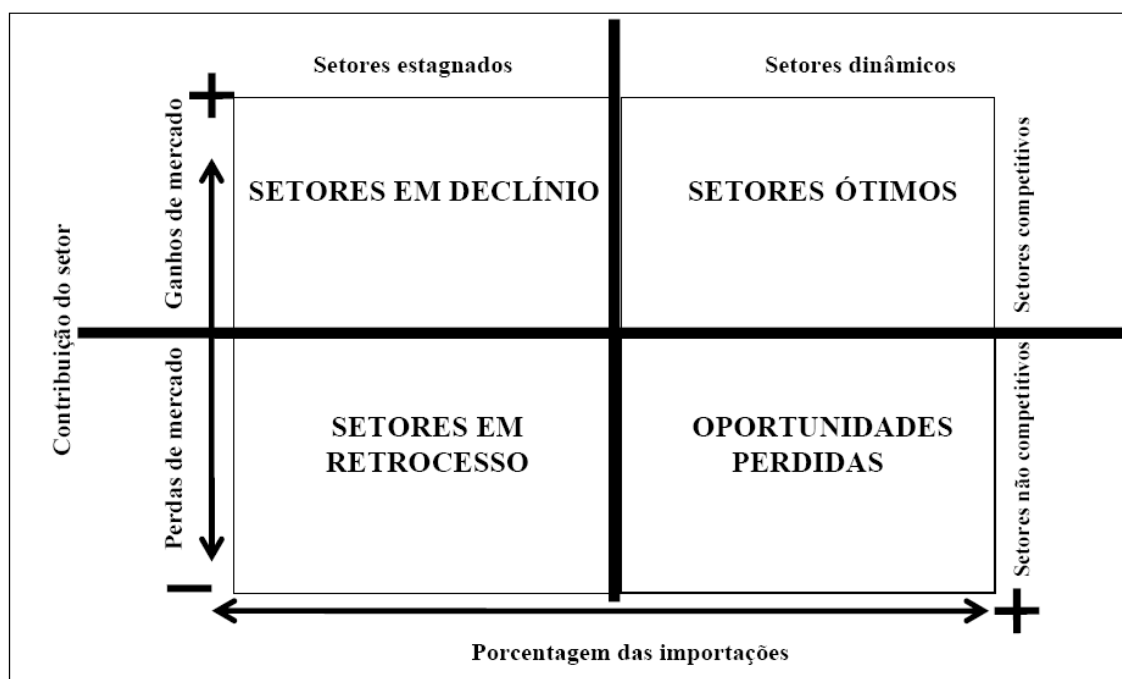 Setores estagnados
Setores dinâmicos
Contribuição do setor
Ganhos de mercado
Perdas de mercado
SETORES EM DECLÍNIO
SETORES ÓTIMOS
SETORES EM
RETROCESSO
OPORTUNIDADES
PERDIDAS
Setores competitivos
Setores não competitivos
Porcentagem das importações